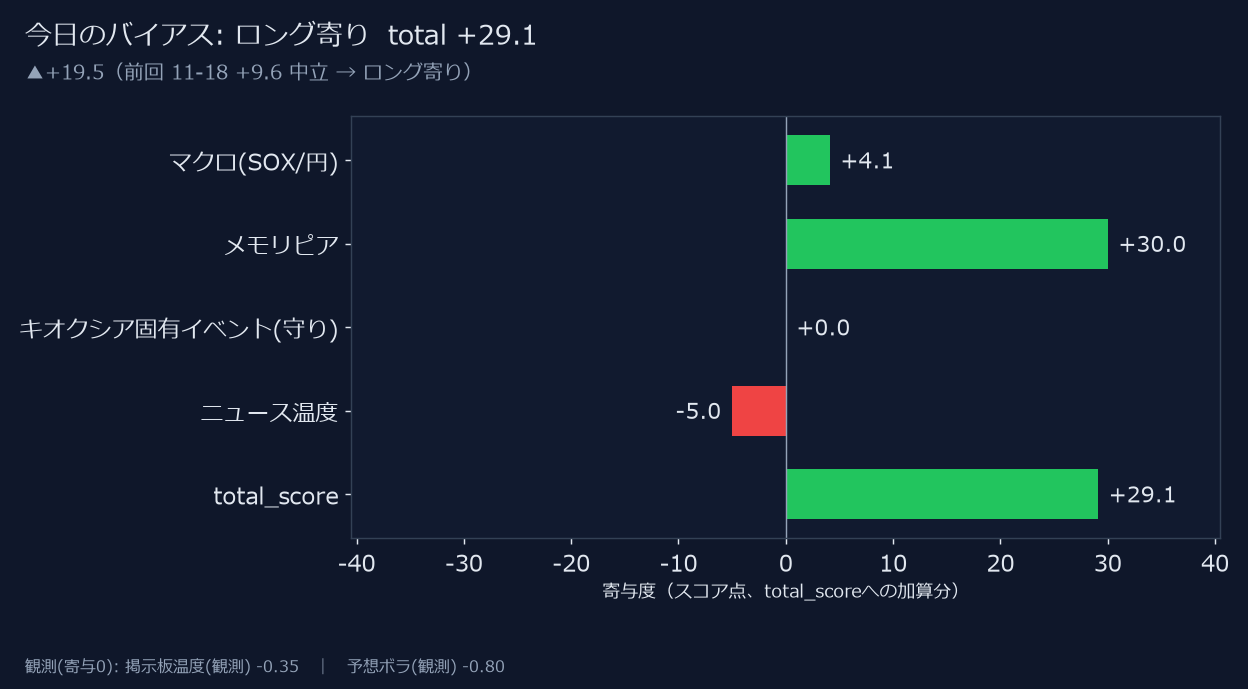 今日のバイアス: ロング寄り  total +29.1
▲+19.5（前回 11-18 +9.6 中立 → ロング寄り）
マクロ(SOX/円) +4.1
メモリピア +30.0
キオクシア固有イベント(守り) +0.0
ニュース温度 -5.0
total_score +29.1
-40 -30 -20 -10 0 10 20 30 40
寄与度（スコア点、total_scoreへの加算分）
観測(寄与0): 掲示板温度(観測) -0.35 ｜ 予想ボラ(観測) -0.80